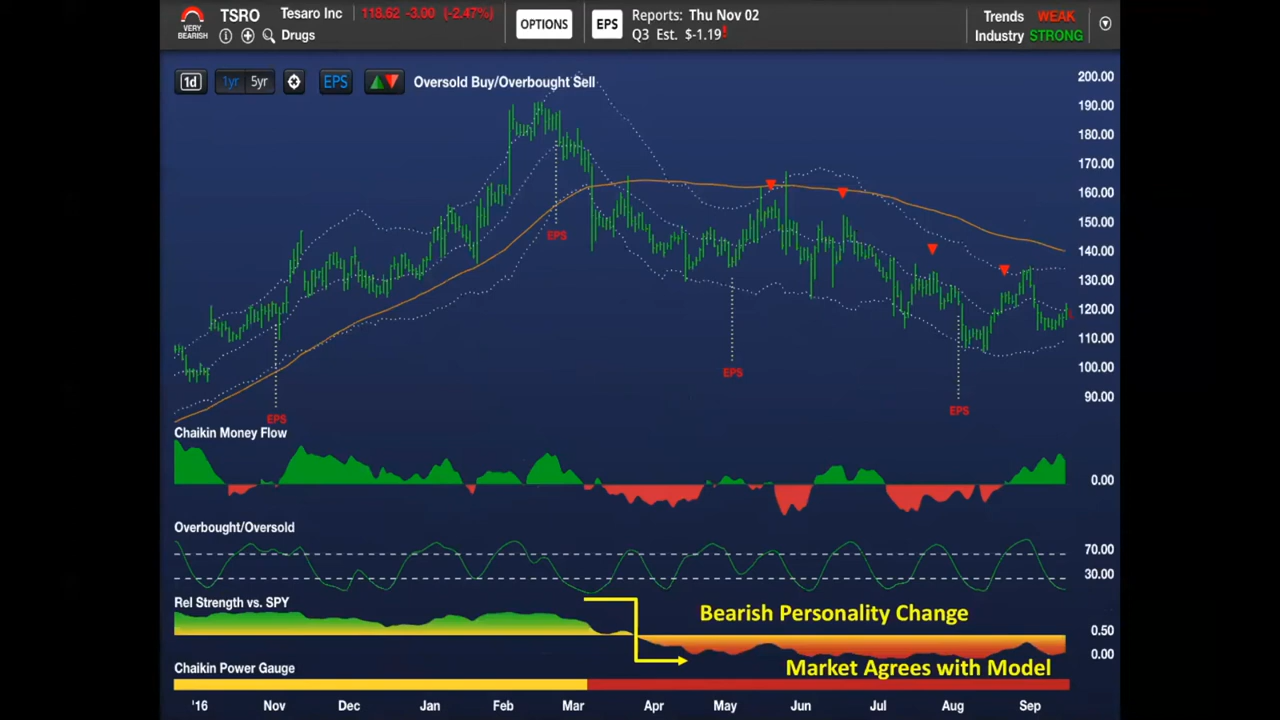 TSRO Tesaro Inc 118.62 -3.00 (-2.47%) OPTIONS EPS Reports: Thu Nov 02 Trends WEAK
VERY BEARISH Drugs Q3 Est. $-1.19! Industry STRONG
1d 1yr 5yr EPS Oversold Buy/Overbought Sell
200.00
190.00
180.00
170.00
160.00
150.00
140.00
130.00
120.00
110.00
100.00
90.00
EPS
EPS
EPS
EPS
Chaikin Money Flow
0.00
Overbought/Oversold
70.00
30.00
Rel Strength vs. SPY
Bearish Personality Change
0.50
0.00
Chaikin Power Gauge
Market Agrees with Model
'16 Nov Dec Jan Feb Mar Apr May Jun Jul Aug Sep